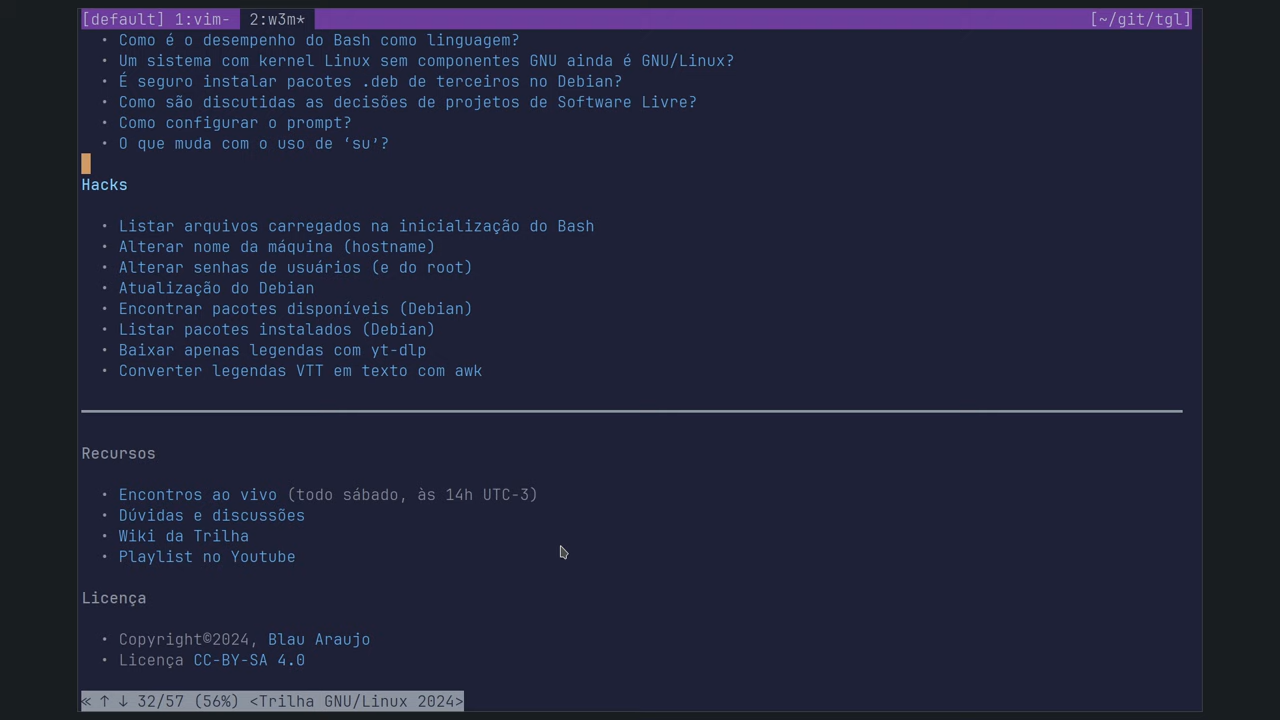 [default] 1:vim- 2:w3m* [~/git/tgl]
• Como é o desempenho do Bash como linguagem?
• Um sistema com kernel Linux sem componentes GNU ainda é GNU/Linux?
• É seguro instalar pacotes .deb de terceiros no Debian?
• Como são discutidas as decisões de projetos de Software Livre?
• Como configurar o prompt?
• O que muda com o uso de ‘su’?
Hacks
• Listar arquivos carregados na inicialização do Bash
• Alterar nome da máquina (hostname)
• Alterar senhas de usuários (e do root)
• Atualização do Debian
• Encontrar pacotes disponíveis (Debian)
• Listar pacotes instalados (Debian)
• Baixar apenas legendas com yt-dlp
• Converter legendas VTT em texto com awk
Recursos
• Encontros ao vivo (todo sábado, às 14h UTC-3)
• Dúvidas e discussões
• Wiki da Trilha
• Playlist no Youtube
Licença
• Copyright©2024, Blau Araujo
• Licença CC-BY-SA 4.0
« ↑ ↓ 32/57 (56%) <Trilha GNU/Linux 2024>